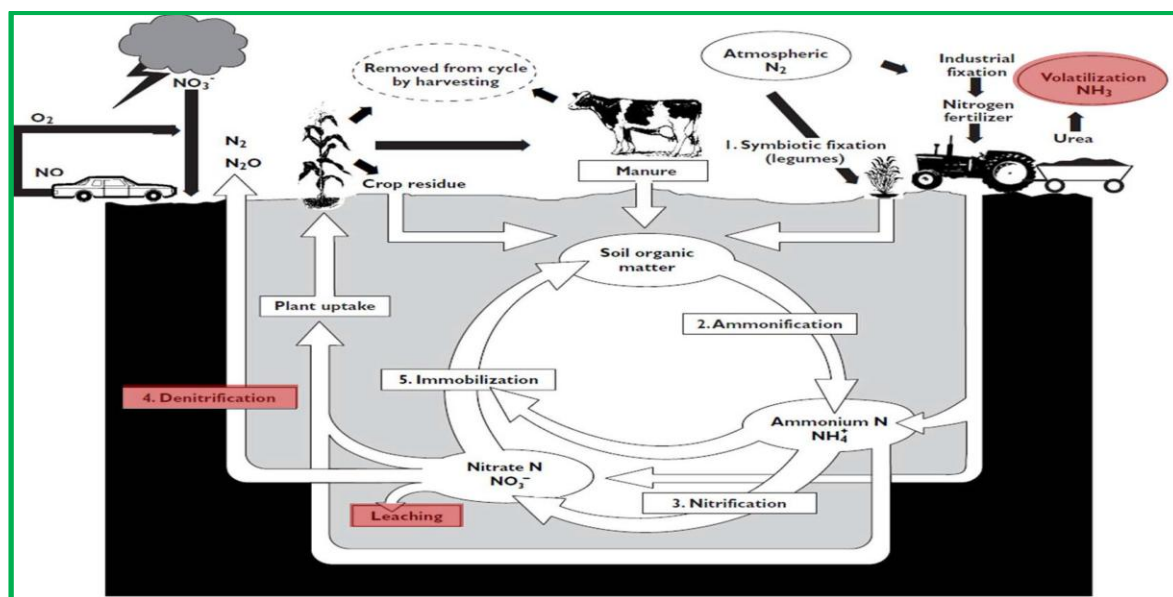 NO₃⁻
O₂
NO
N₂
N₂O
Removed from cycle
by harvesting
Crop residue
Manure
Atmospheric
N₂
1. Symbiotic fixation
(legumes)
Industrial
fixation
Nitrogen
fertilizer
Volatilization
NH₃
Urea
Soil organic
matter
Plant uptake
2. Ammonification
4. Denitrification
5. Immobilization
Ammonium N
NH₄⁺
Nitrate N
NO₃⁻
3. Nitrification
Leaching